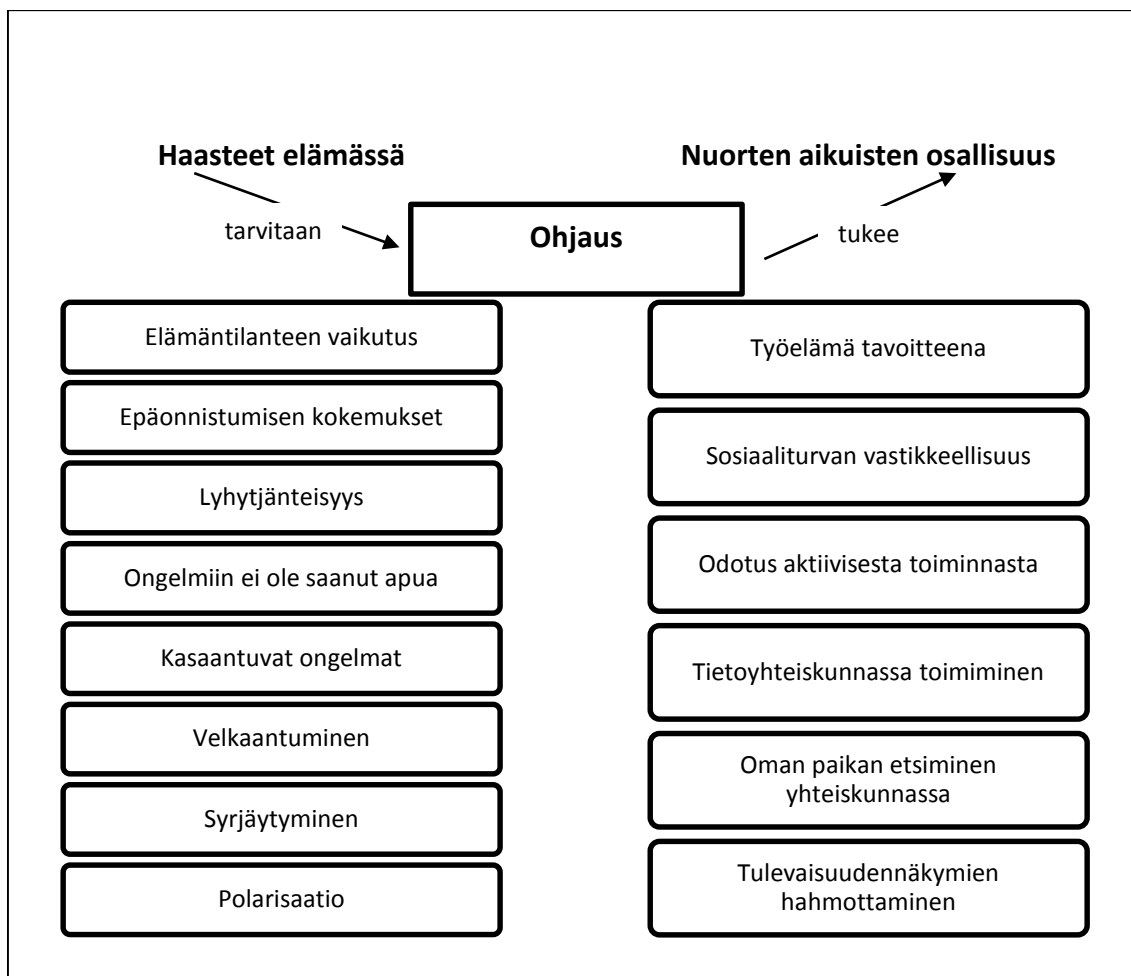 Haasteet elämässä
Nuorten aikuisten osallisuus
tarvitaan
Ohjaus
tukee
Elämäntilanteen vaikutus
Epäonnistumisen kokemukset
Lyhytjänteisyys
Ongelmiin ei ole saanut apua
Kasaantuvat ongelmat
Velkaantuminen
Syrjäytyminen
Polarisaatio
Työelämä tavoitteena
Sosiaaliturvan vastikkeellisuus
Odotus aktiivisesta toiminnasta
Tietoyhteiskunnassa toimiminen
Oman paikan etsiminen
yhteiskunnassa
Tulevaisuudennäkymien
hahmottaminen